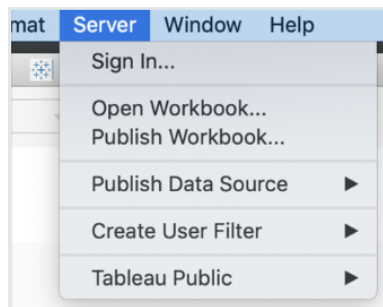 mat Server Window Help
Sign In...
Open Workbook...
Publish Workbook...
Publish Data Source
Create User Filter
Tableau Public